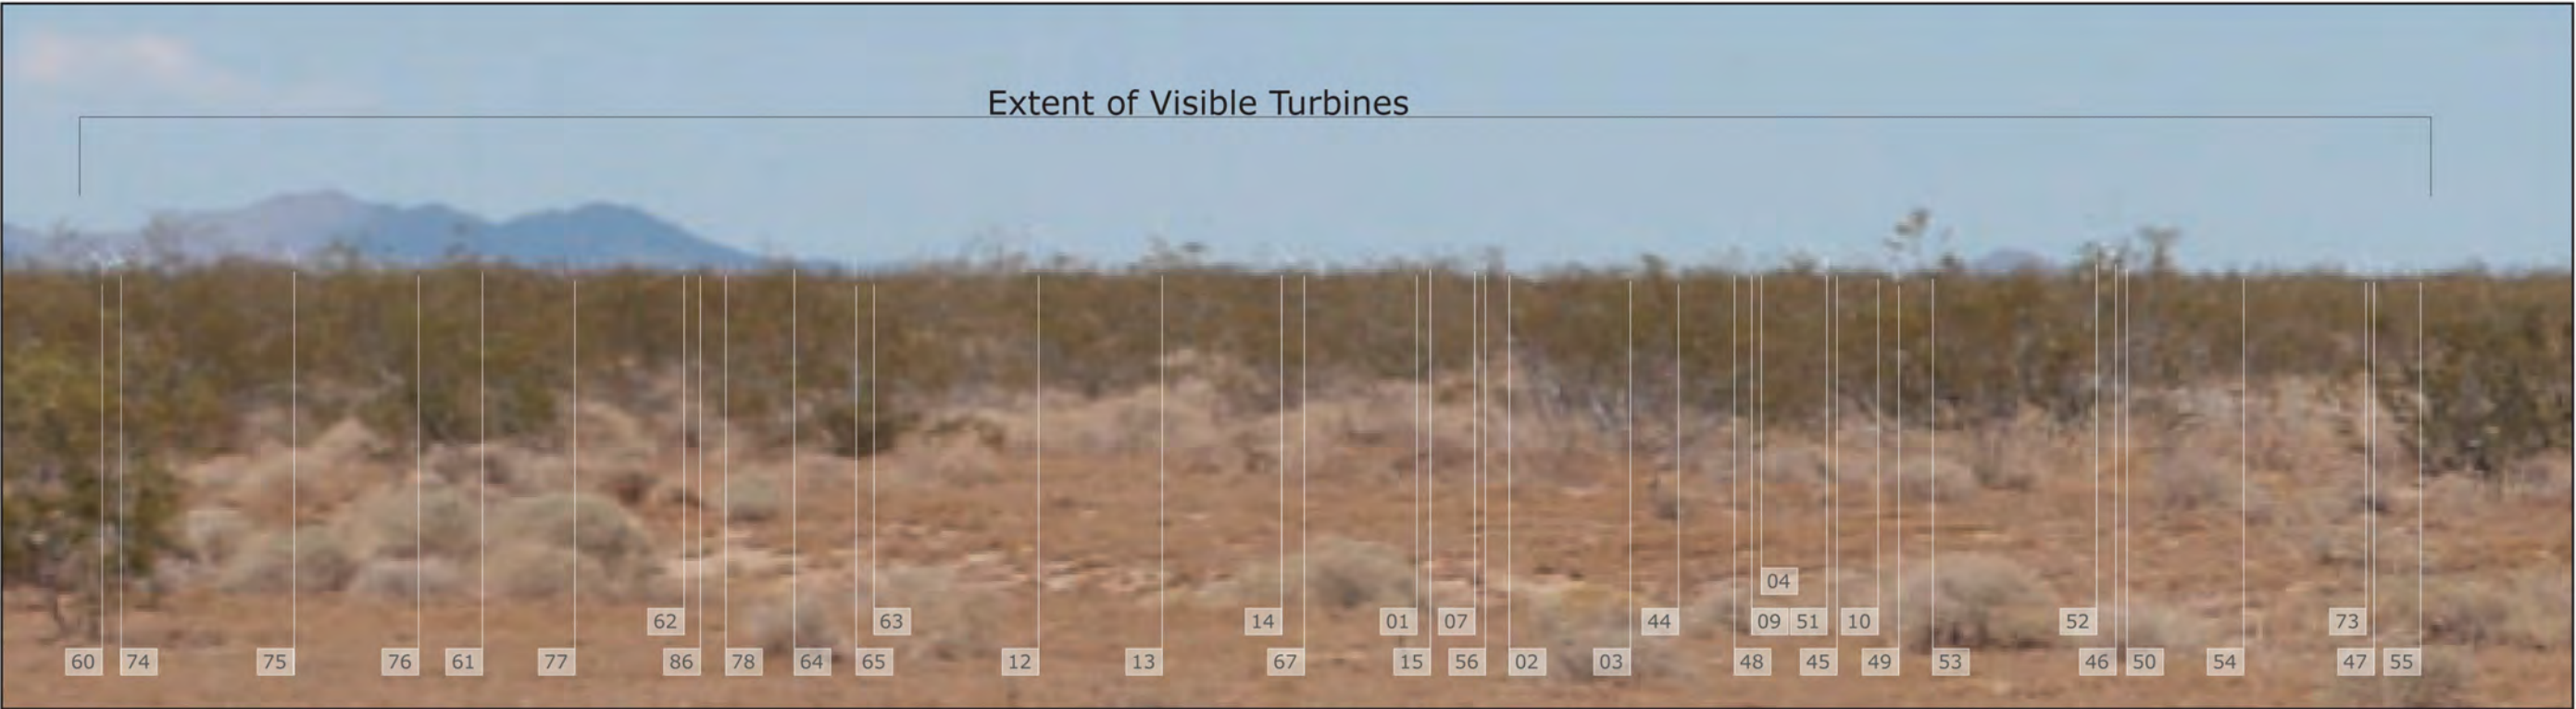 Extent of Visible Turbines
04
62 63 14 01 07 44 09 51 10 52 73
60 74 75 76 61 77 86 78 64 65 12 13 67 15 56 02 03 48 45 49 53 46 50 54 47 55